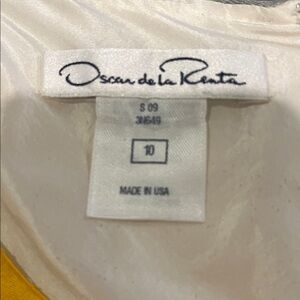 Oscar de la Renta
S 09
3N649
10
MADE IN USA